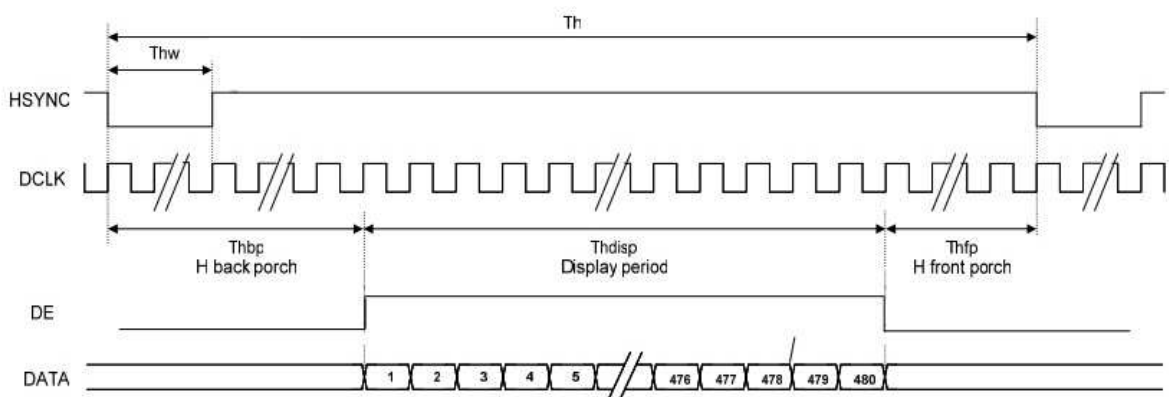 Th
Thw
HSYNC
DCLK
Thbp Thdisp Thfp
H back porch Display period H front porch
DE
DATA 1 2 3 4 5 476 477 478 479 480